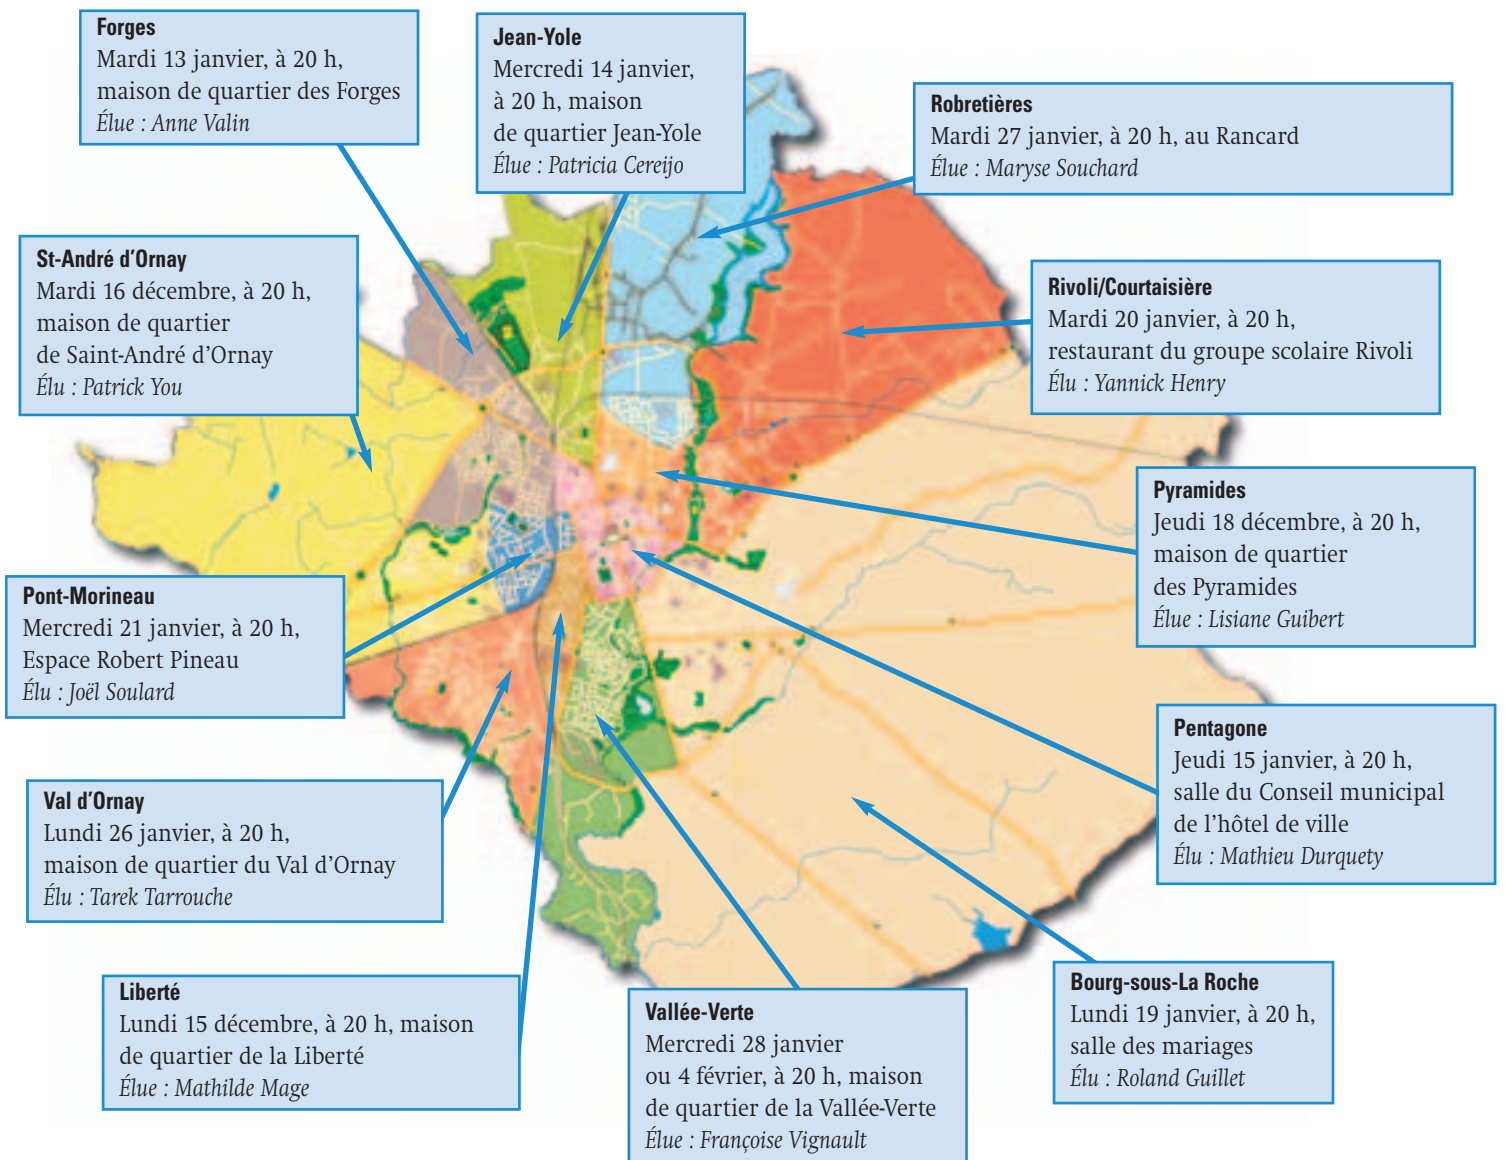 Forges
Mardi 13 janvier, à 20 h,
maison de quartier des Forges
Élue : Anne Valin
Jean-Yole
Mercredi 14 janvier,
à 20 h, maison
de quartier Jean-Yole
Élue : Patricia Cereijo
Robretières
Mardi 27 janvier, à 20 h, au Rancard
Élue : Maryse Souchard
St-André d'Ornay
Mardi 16 décembre, à 20 h,
maison de quartier
de Saint-André d'Ornay
Élu : Patrick You
Rivoli/Courtaisière
Mardi 20 janvier, à 20 h,
restaurant du groupe scolaire Rivoli
Élu : Yannick Henry
Pyramides
Jeudi 18 décembre, à 20 h,
maison de quartier
des Pyramides
Élue : Lisiane Guibert
Pont-Morineau
Mercredi 21 janvier, à 20 h,
Espace Robert Pineau
Élu : Joël Soulard
Pentagone
Jeudi 15 janvier, à 20 h,
salle du Conseil municipal
de l'hôtel de ville
Élu : Mathieu Durquety
Val d'Ornay
Lundi 26 janvier, à 20 h,
maison de quartier du Val d'Ornay
Élu : Tarek Tarrouche
Liberté
Lundi 15 décembre, à 20 h, maison
de quartier de la Liberté
Élue : Mathilde Mage
Vallée-Verte
Mercredi 28 janvier
ou 4 février, à 20 h, maison
de quartier de la Vallée-Verte
Élue : Françoise Vignault
Bourg-sous-La Roche
Lundi 19 janvier, à 20 h,
salle des mariages
Élu : Roland Guillet